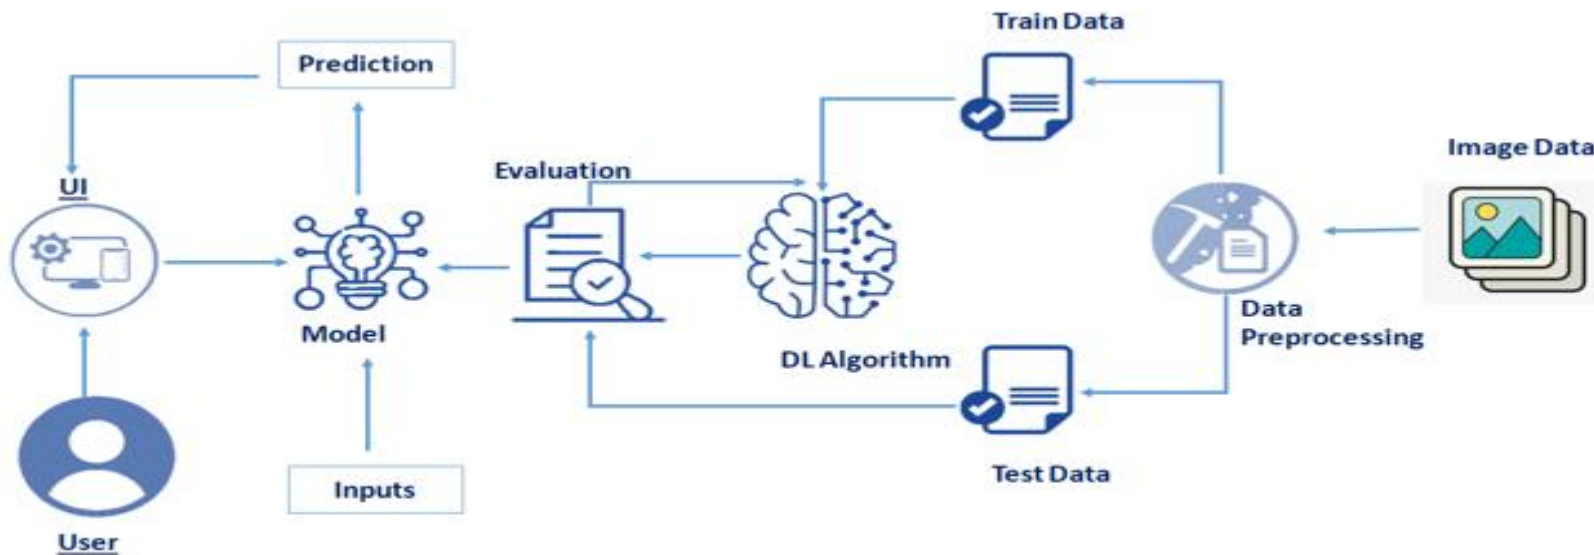 Train Data
Prediction
Image Data
Evaluation
UI
Data
Preprocessing
Model
DL Algorithm
Test Data
Inputs
User